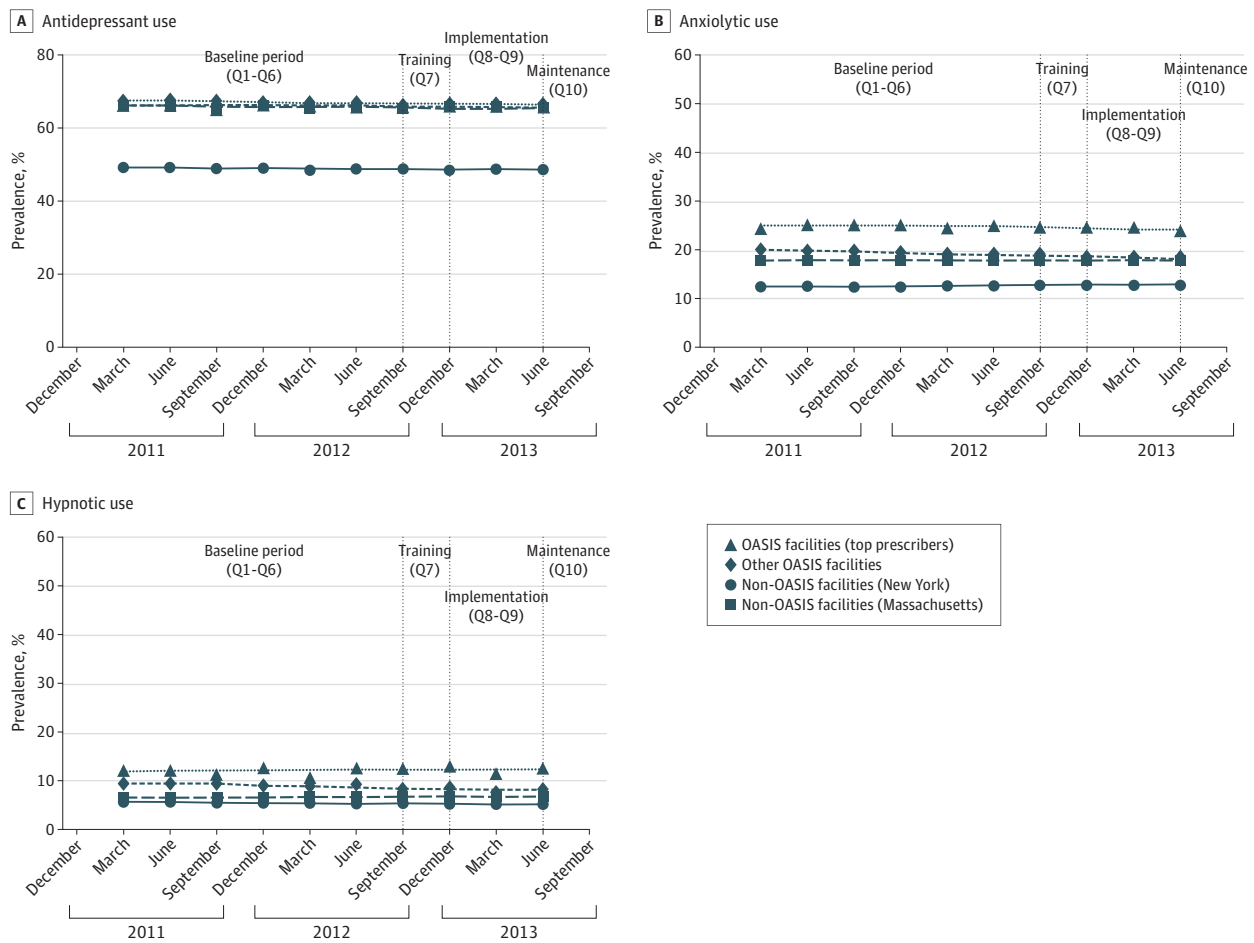 A Antidepressant use
80
60
40
20
0
Prevalence, %
Baseline period
(Q1-Q6)
Training
(Q7)
Implementation
(Q8-Q9)
Maintenance
(Q10)
December
March
June
September
December
March
June
September
December
March
June
September
2011
2012
2013
B Anxiolytic use
60
50
40
30
20
10
0
Prevalence, %
Baseline period
(Q1-Q6)
Training
(Q7)
Implementation
(Q8-Q9)
Maintenance
(Q10)
December
March
June
September
December
March
June
September
December
March
June
September
2011
2012
2013
C Hypnotic use
60
50
40
30
20
10
0
Prevalence, %
Baseline period
(Q1-Q6)
Training
(Q7)
Implementation
(Q8-Q9)
Maintenance
(Q10)
December
March
June
September
December
March
June
September
December
March
June
September
2011
2012
2013
OASIS facilities (top prescribers)
Other OASIS facilities
Non-OASIS facilities (New York)
Non-OASIS facilities (Massachusetts)